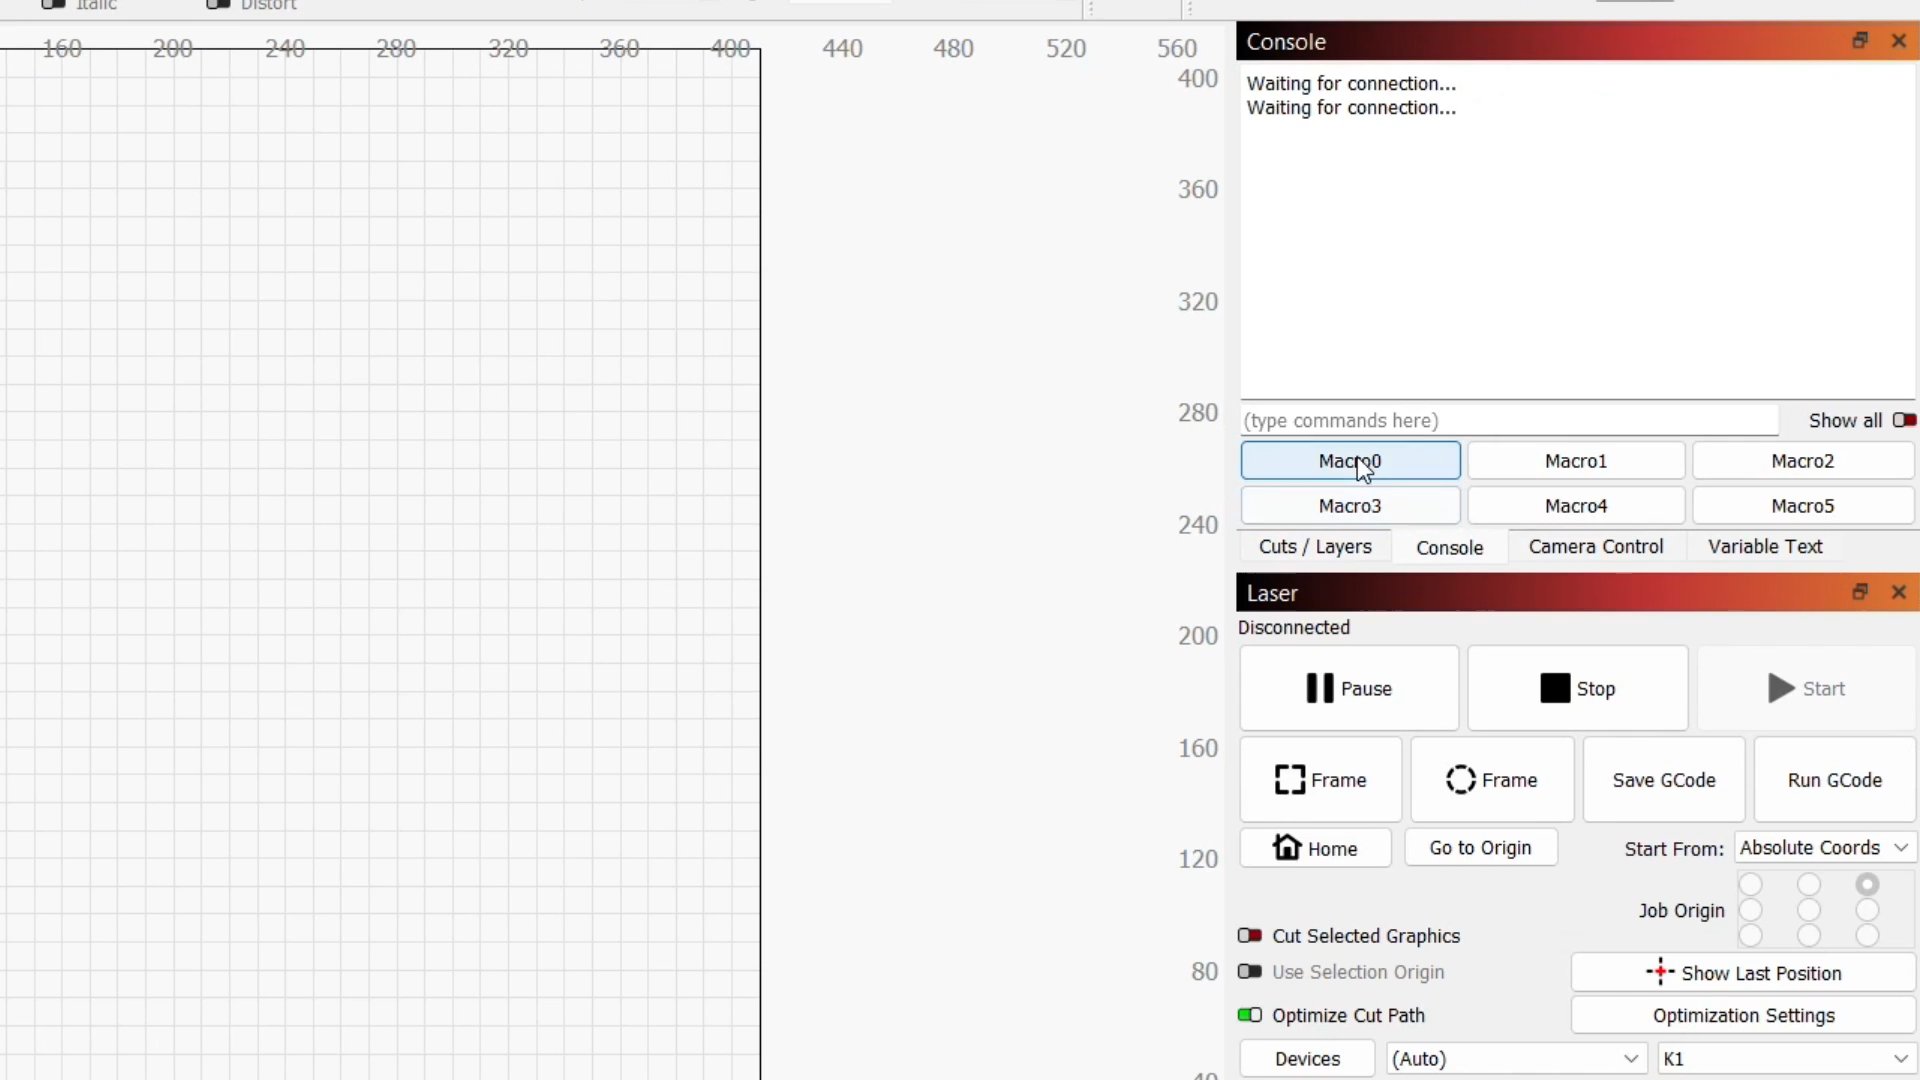 Italic Distort
160 200 240 280 320 360 400 440 480 520 560
400
360
320
280
240
200
160
120
80
40
Console
Waiting for connection...
Waiting for connection...
(type commands here) Show all
Macro0 Macro1 Macro2
Macro3 Macro4 Macro5
Cuts / Layers Console Camera Control Variable Text
Laser
Disconnected
Pause Stop Start
Frame Frame Save GCode Run GCode
Home Go to Origin Start From: Absolute Coords
Job Origin
Cut Selected Graphics
Use Selection Origin Show Last Position
Optimize Cut Path Optimization Settings
Devices (Auto) K1